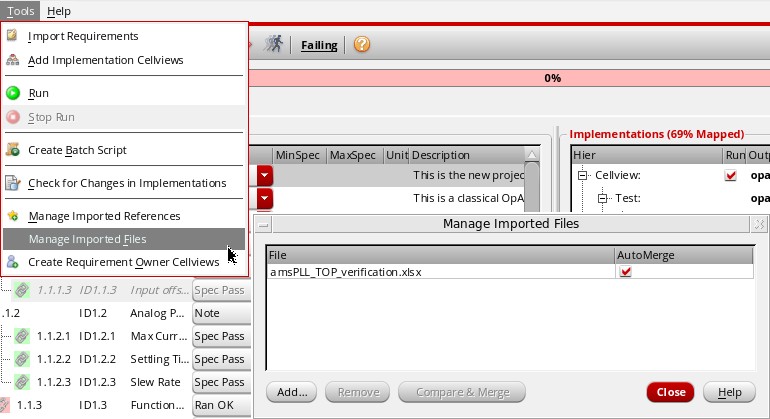 Tools Help
Import Requirements
Add Implementation Cellviews
Failing
0%
Run
Stop Run
Create Batch Script
Implementations (69% Mapped)
MinSpec MaxSpec Unit Description
Hier Run Outp
Check for Changes in Implementations
This is the new projec
Cellview: opa
This is a classical OpA
Test: opa
Manage Imported References
Manage Imported Files
Create Requirement Owner Cellviews
Manage Imported Files
File AutoMerge
amsPLL_TOP_verification.xlsx
1.1.1.3 ID1.1.3 Input offs... Spec Pass
.1.2 ID1.2 Analog P... Note
1.1.2.1 ID1.2.1 Max Curr... Spec Pass
1.1.2.2 ID1.2.2 Settling Ti... Spec Pass
1.1.2.3 ID1.2.3 Slew Rate Spec Pass
1.1.3 ID1.3 Function... Ran OK
Add... Remove Compare & Merge Close Help